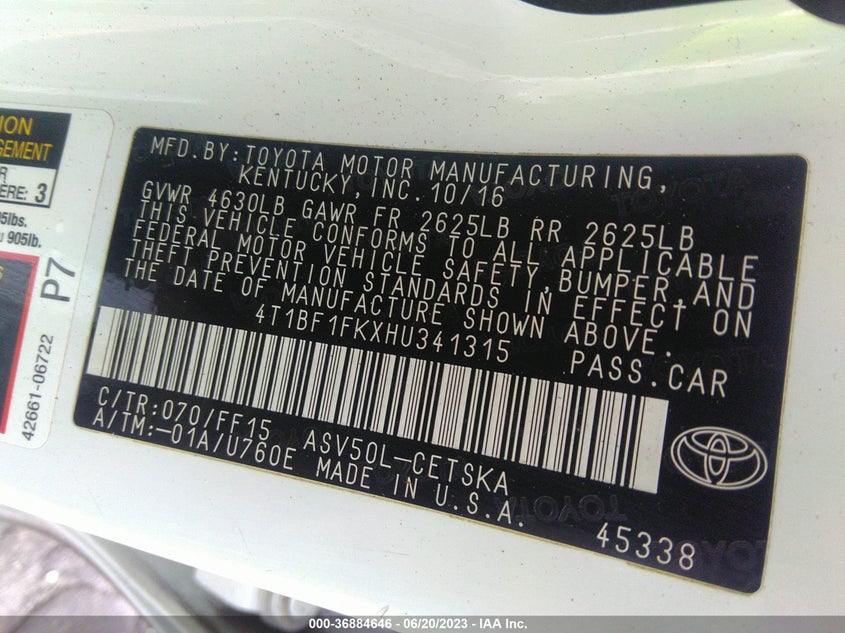 MFD.BY:TOYOTA MOTOR MANUFACTURING,
KENTUCKY, INC. 10/16
GVWR 4630LB GAWR FR 2625LB RR 2625LB
THIS VEHICLE CONFORMS TO ALL APPLICABLE
FEDERAL MOTOR VEHICLE SAFETY, BUMPER, AND
THEFT PREVENTION STANDARDS IN EFFECT ON
THE DATE OF MANUFACTURE SHOWN ABOVE.
4T1BF1FKXHU341315 PASS.CAR
C/TR:070/FF15 ASV50L-CETSKA
A/TM:-01A/U760E MADE IN U.S.A.
45338
ION
GEMENT
R
ERE: 3
5lbs.
905lb.
S
P7
42661-06722
TOYOTA
TOYOTA
000-36884646 - 06/20/2023 - IAA Inc.